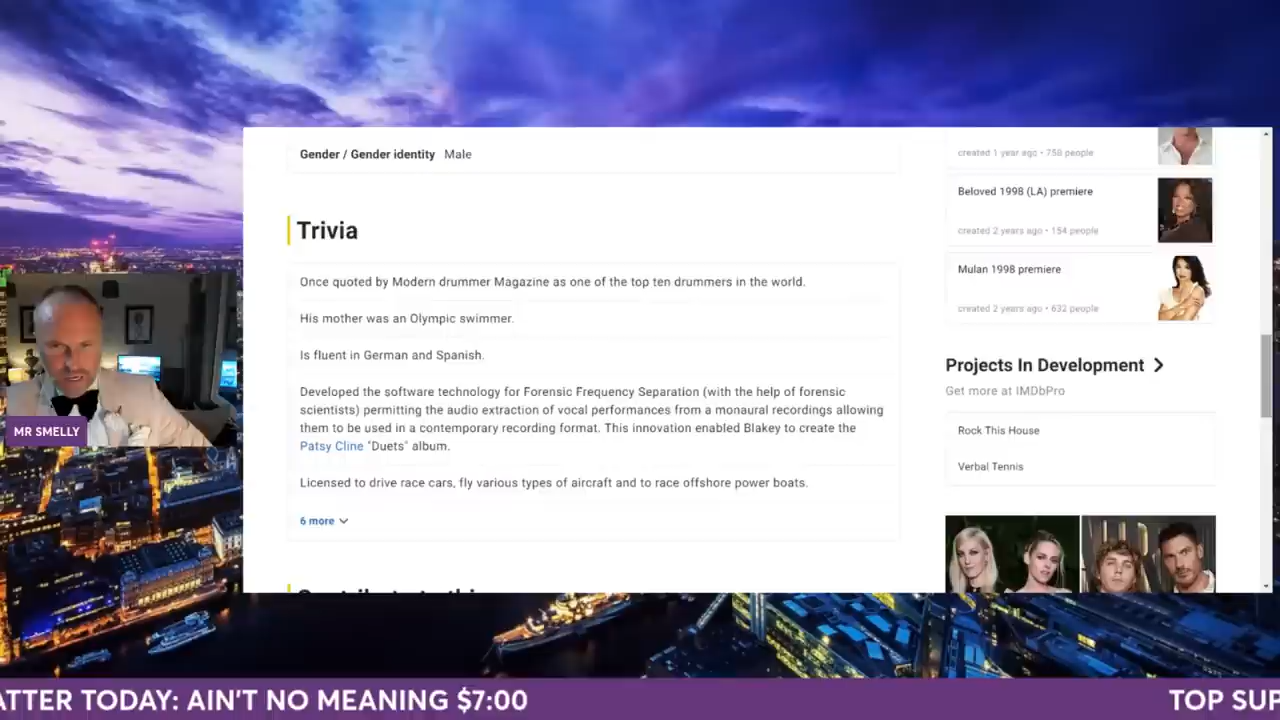 Gender / Gender identity Male
Trivia
Once quoted by Modern drummer Magazine as one of the top ten drummers in the world.
His mother was an Olympic swimmer.
Is fluent in German and Spanish.
Developed the software technology for Forensic Frequency Separation (with the help of forensic
scientists) permitting the audio extraction of vocal performances from a monaural recordings allowing
them to be used in a contemporary recording format. This innovation enabled Blakey to create the
Patsy Cline "Duets" album.
Licensed to drive race cars, fly various types of aircraft and to race offshore power boats.
6 more
created 1 year ago • 758 people
Beloved 1998 (LA) premiere
created 2 years ago • 154 people
Mulan 1998 premiere
created 2 years ago • 632 people
Projects In Development
Get more at IMDbPro
Rock This House
Verbal Tennis
MR SMELLY
ATTER TODAY: AIN'T NO MEANING $7:00
TOP SUP